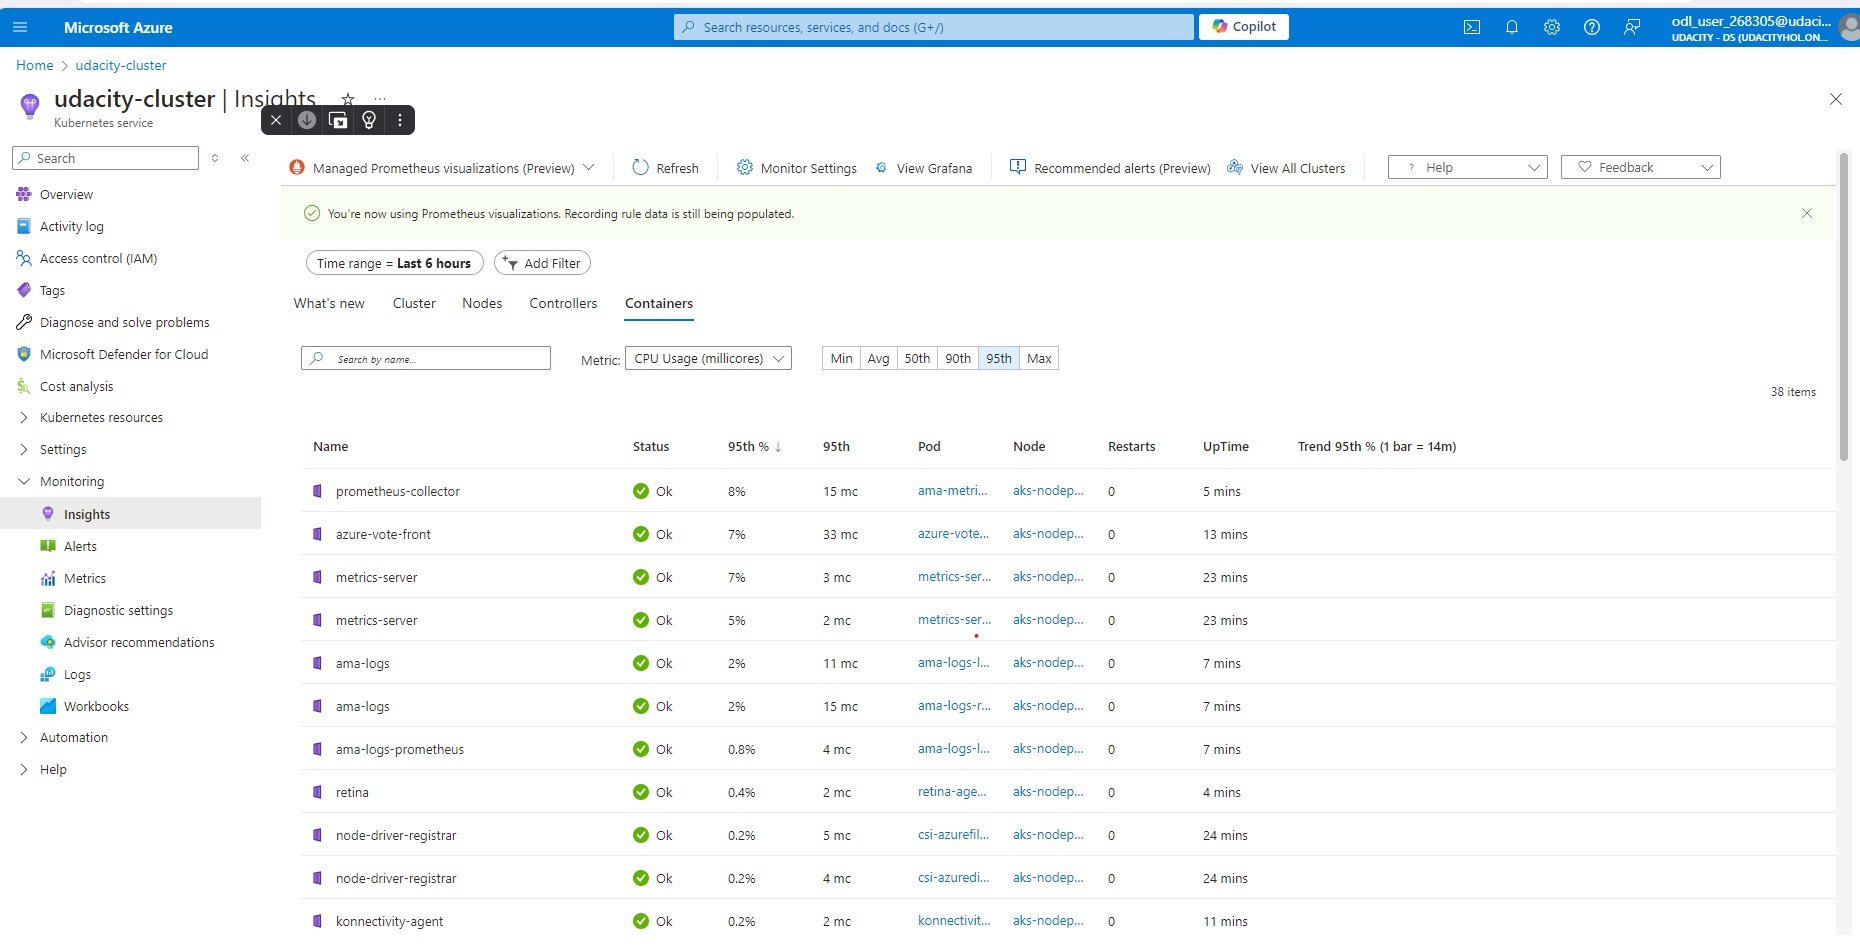 Microsoft Azure
Search resources, services, and docs (G+/)
Copilot
odl_user_268305@udaci...
UDACITY - DS (UDACITYHOL.ON...
Home > udacity-cluster
udacity-cluster | Insights
Kubernetes service
Search
Overview
Activity log
Access control (IAM)
Tags
Diagnose and solve problems
Microsoft Defender for Cloud
Cost analysis
Kubernetes resources
Settings
Monitoring
Insights
Alerts
Metrics
Diagnostic settings
Advisor recommendations
Logs
Workbooks
Automation
Help
Managed Prometheus visualizations (Preview) Refresh Monitor Settings View Grafana Recommended alerts (Preview) View All Clusters ? Help Feedback
You're now using Prometheus visualizations. Recording rule data is still being populated.
Time range = Last 6 hours Add Filter
What's new Cluster Nodes Controllers Containers
Search by name... Metric: CPU Usage (millicores) Min Avg 50th 90th 95th Max
38 items
Name Status 95th % ↓ 95th Pod Node Restarts UpTime Trend 95th % (1 bar = 14m)
prometheus-collector Ok 8% 15 mc ama-metri... aks-nodep... 0 5 mins
azure-vote-front Ok 7% 33 mc azure-vote... aks-nodep... 0 13 mins
metrics-server Ok 7% 3 mc metrics-ser... aks-nodep... 0 23 mins
metrics-server Ok 5% 2 mc metrics-ser... aks-nodep... 0 23 mins
ama-logs Ok 2% 11 mc ama-logs-l... aks-nodep... 0 7 mins
ama-logs Ok 2% 15 mc ama-logs-r... aks-nodep... 0 7 mins
ama-logs-prometheus Ok 0.8% 4 mc ama-logs-l... aks-nodep... 0 7 mins
retina Ok 0.4% 2 mc retina-age... aks-nodep... 0 4 mins
node-driver-registrar Ok 0.2% 5 mc csi-azurefil... aks-nodep... 0 24 mins
node-driver-registrar Ok 0.2% 4 mc csi-azuredi... aks-nodep... 0 24 mins
konnectivity-agent Ok 0.2% 2 mc konnectivit... aks-nodep... 0 11 mins